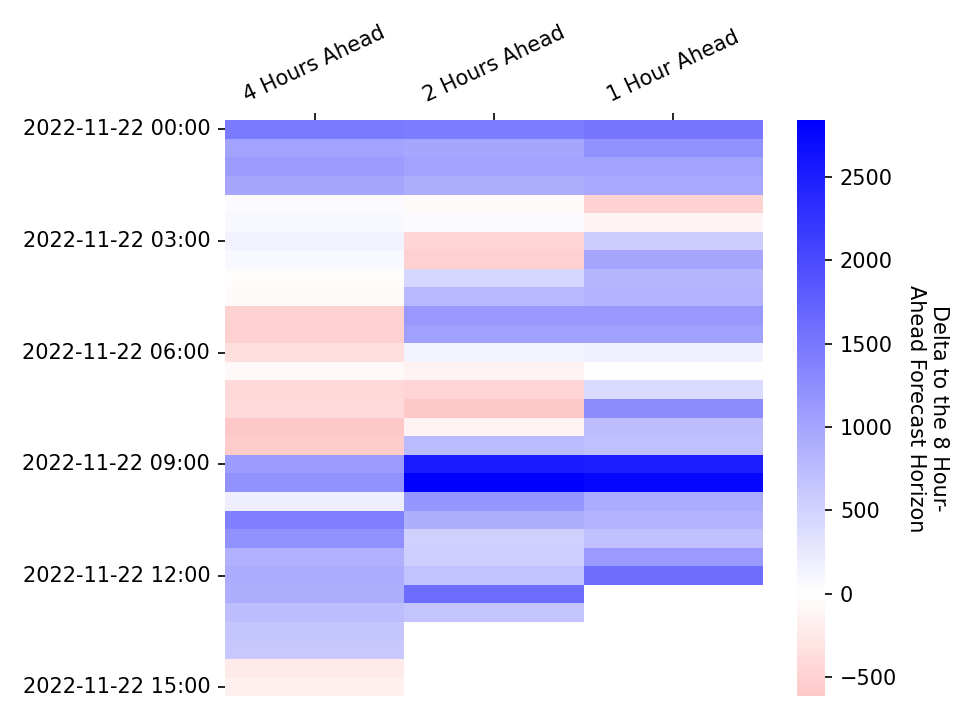 4 Hours Ahead
2 Hours Ahead
1 Hour Ahead
2022-11-22 00:00
2022-11-22 03:00
2022-11-22 06:00
2022-11-22 09:00
2022-11-22 12:00
2022-11-22 15:00
2500
2000
1500
1000
500
0
−500
Delta to the 8 Hour-
Ahead Forecast Horizon